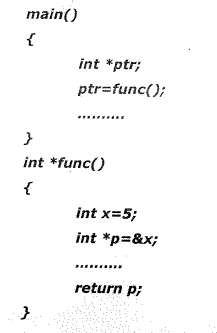 main()
{
int *ptr;
ptr=func();
..........
}
int *func()
{
int x=5;
int *p=&x;
..........
return p;
}